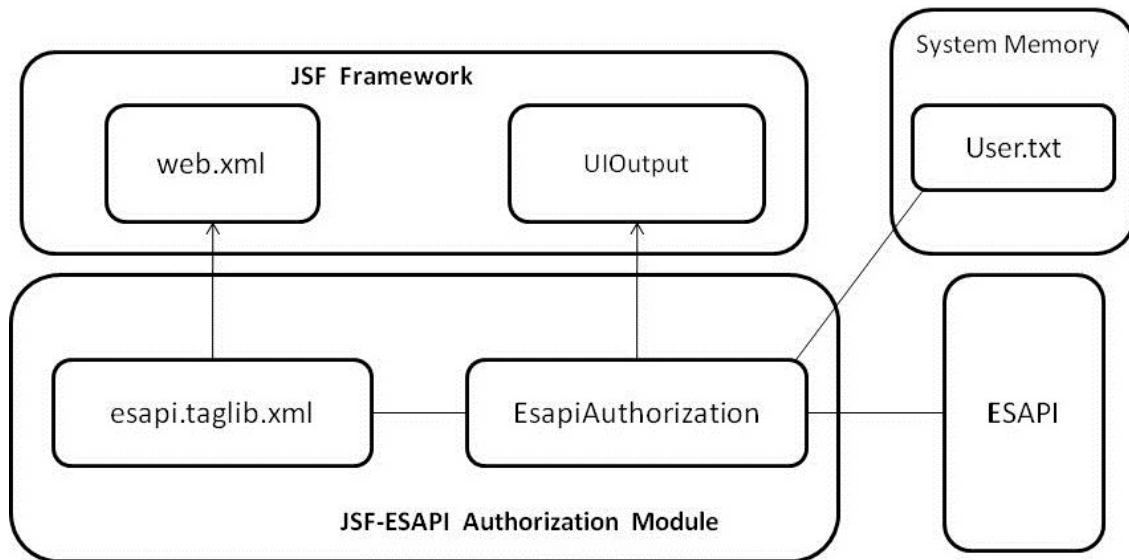 JSF Framework
web.xml
UIOutput
System Memory
User.txt
esapi.taglib.xml
EsapiAuthorization
ESAPI
JSF-ESAPI Authorization Module